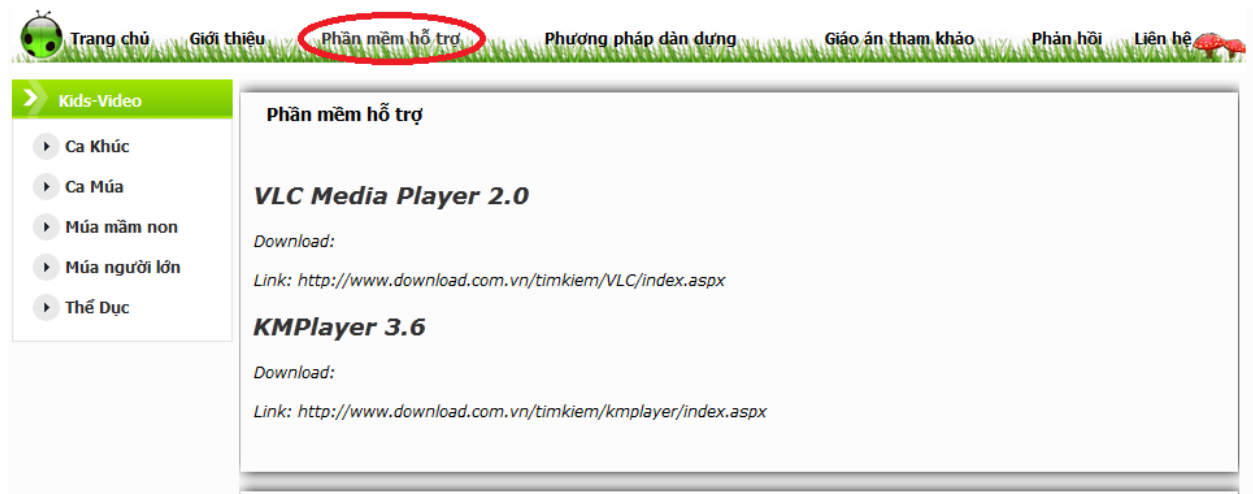 Trang chủ Giới thiệu Phần mềm hỗ trợ Phương pháp dàn dựng Giáo án tham khảo Phản hồi Liên hệ
Kids-Video
Ca Khúc
Ca Múa
Múa mầm non
Múa người lớn
Thể Dục
Phần mềm hỗ trợ
VLC Media Player 2.0
Download:
Link: http://www.download.com.vn/timkiem/VLC/index.aspx
KMPlayer 3.6
Download:
Link: http://www.download.com.vn/timkiem/kmplayer/index.aspx